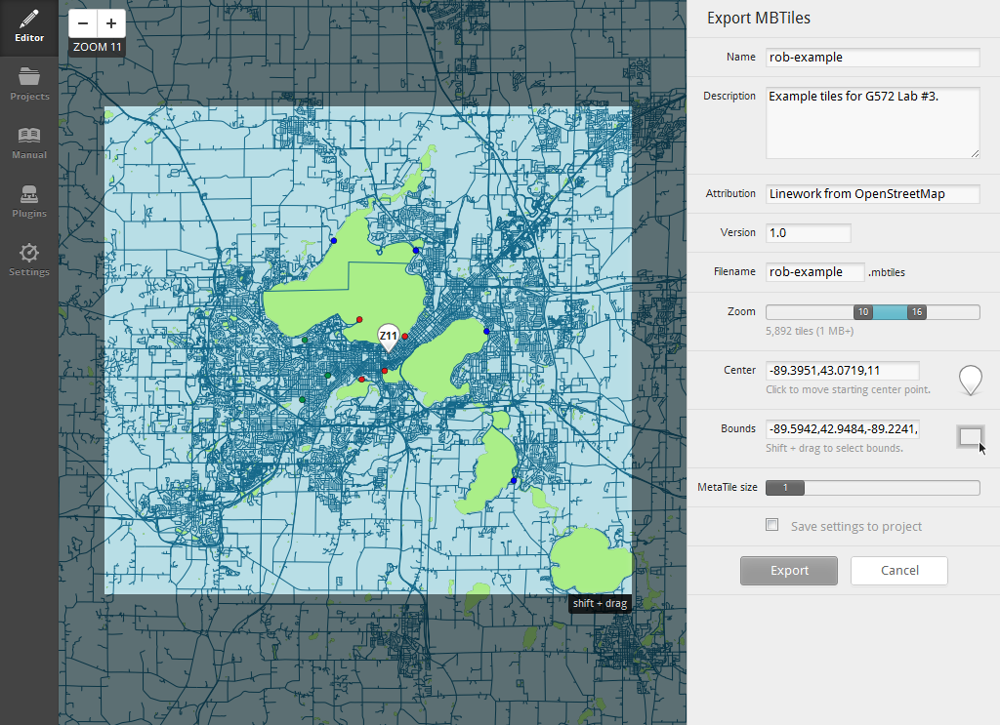 Editor
Projects
Manual
Plugins
Settings
− +
ZOOM 11
Z11
shift + drag
Export MBTiles
Name rob-example
Description Example tiles for G572 Lab #3.
Attribution Linework from OpenStreetMap
Version 1.0
Filename rob-example .mbtiles
Zoom 10 16
5,892 tiles (1 MB+)
Center -89.3951,43.0719,11
Click to move starting center point.
Bounds -89.5942,42.9484,-89.2241,
Shift + drag to select bounds.
MetaTile size 1
Save settings to project
Export Cancel